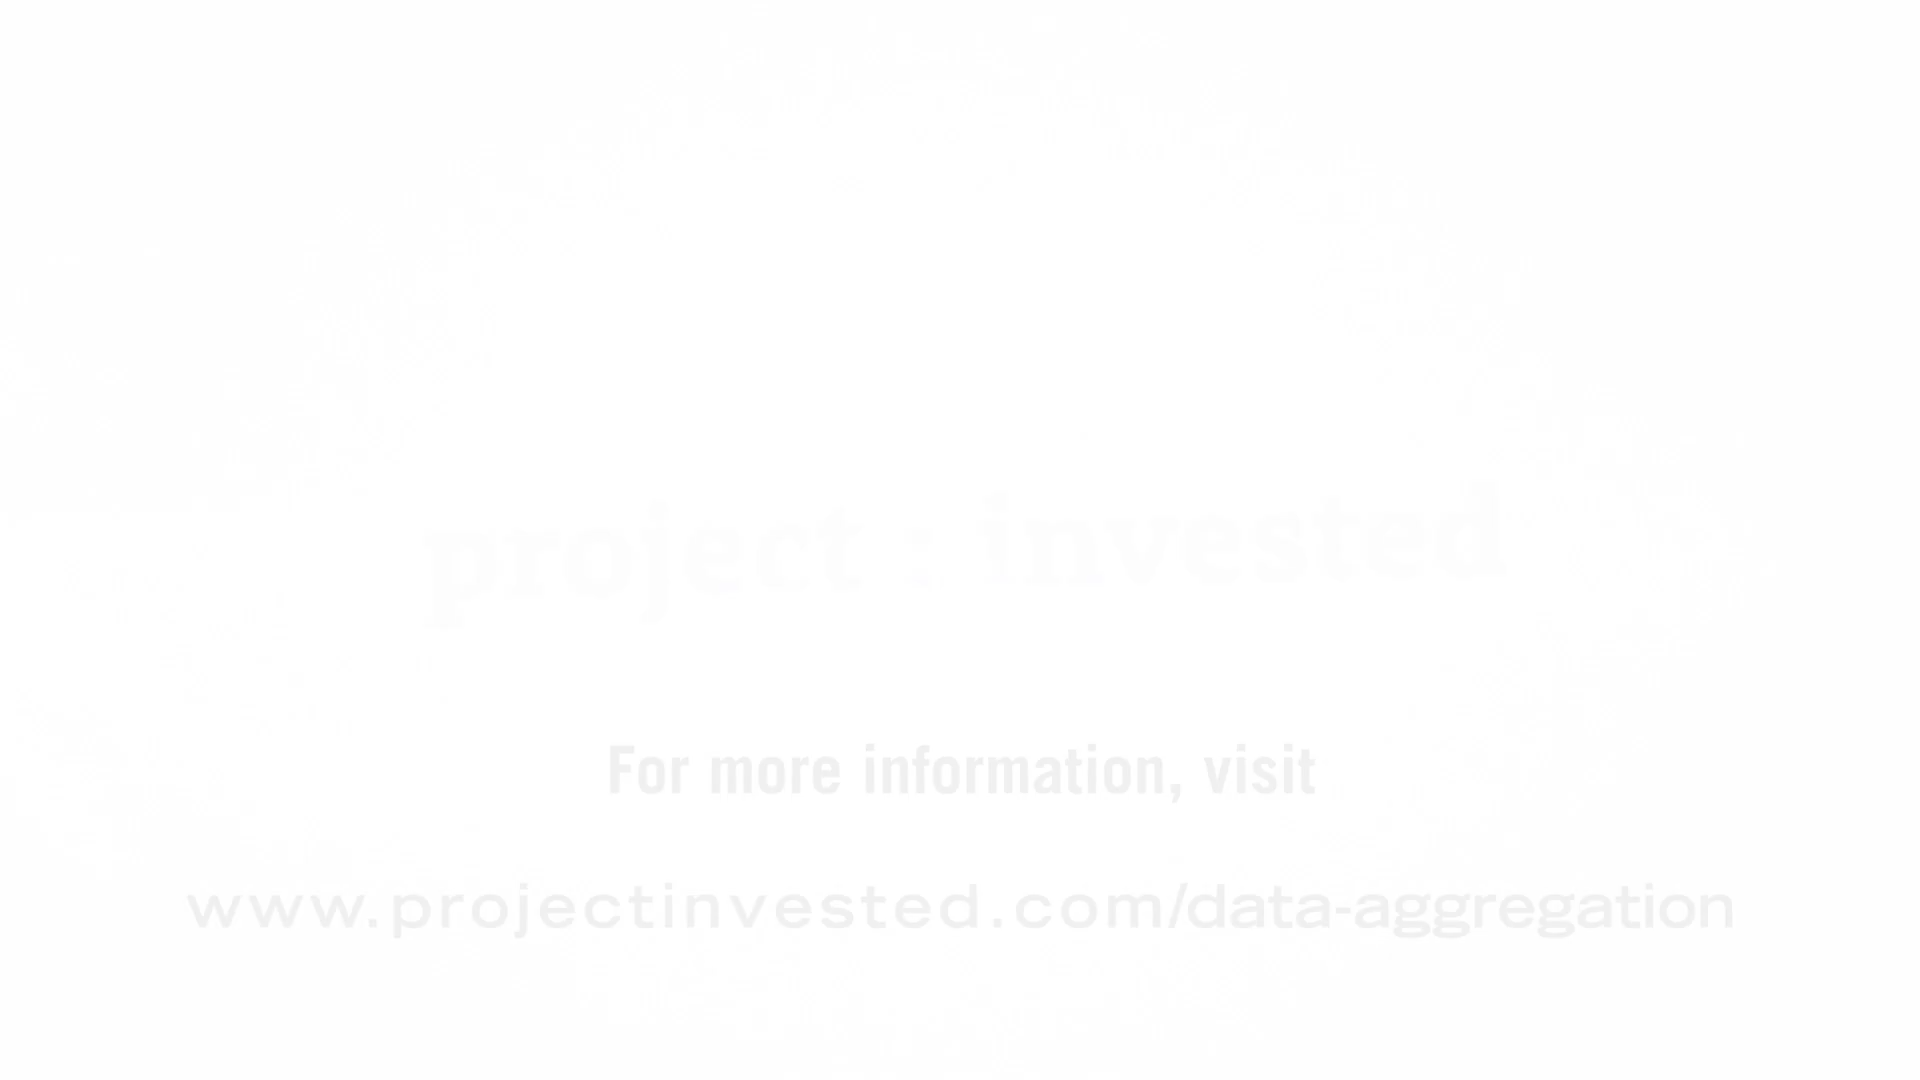 project : invested
For more information, visit
www.projectinvested.com/data-aggregation